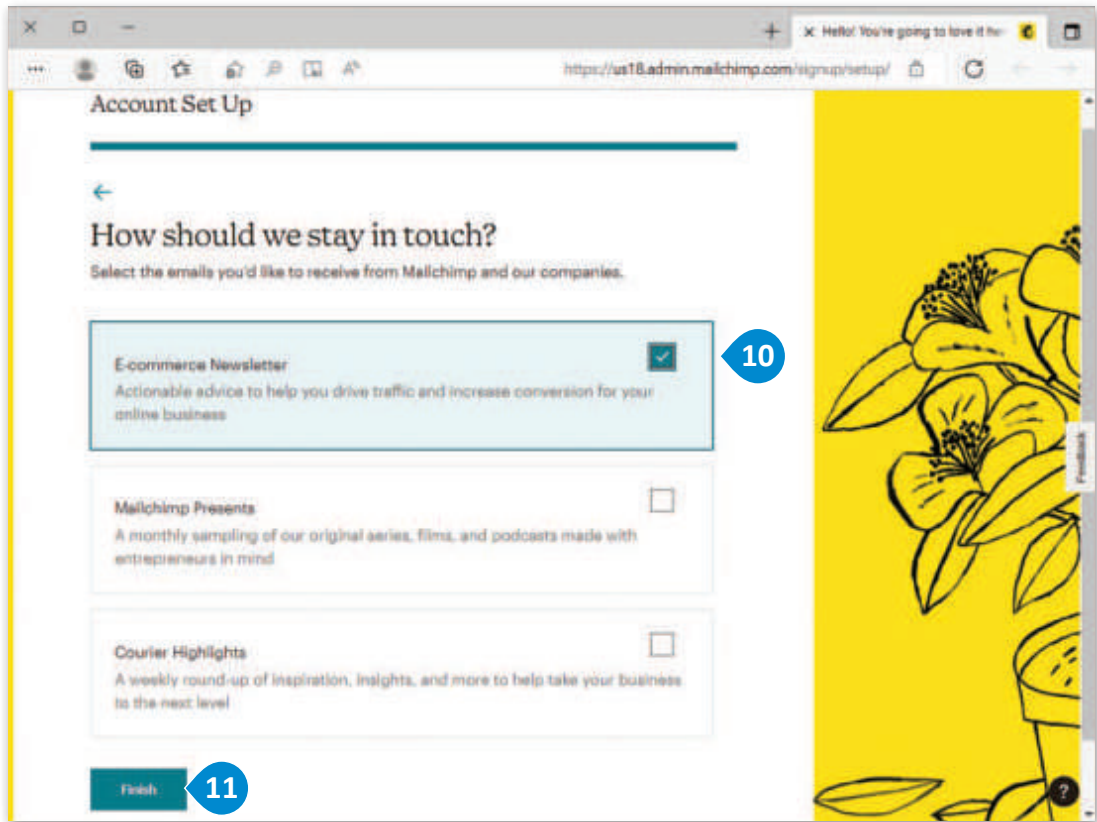 Hello! You're going to love it he
https://us18.admin.mailchimp.com/signup/setup/
Account Set Up
How should we stay in touch?
Select the emails you'd like to receive from Mailchimp and our companies.
E-commerce Newsletter
Actionable advice to help you drive traffic and increase conversion for your
online business
10
Mailchimp Presents
A monthly sampling of our original series, films, and podcasts made with
entrepreneurs in mind
Courier Highlights
A weekly round-up of inspiration, insights, and more to help take your business
to the next level
Finish
11
Feedback
?